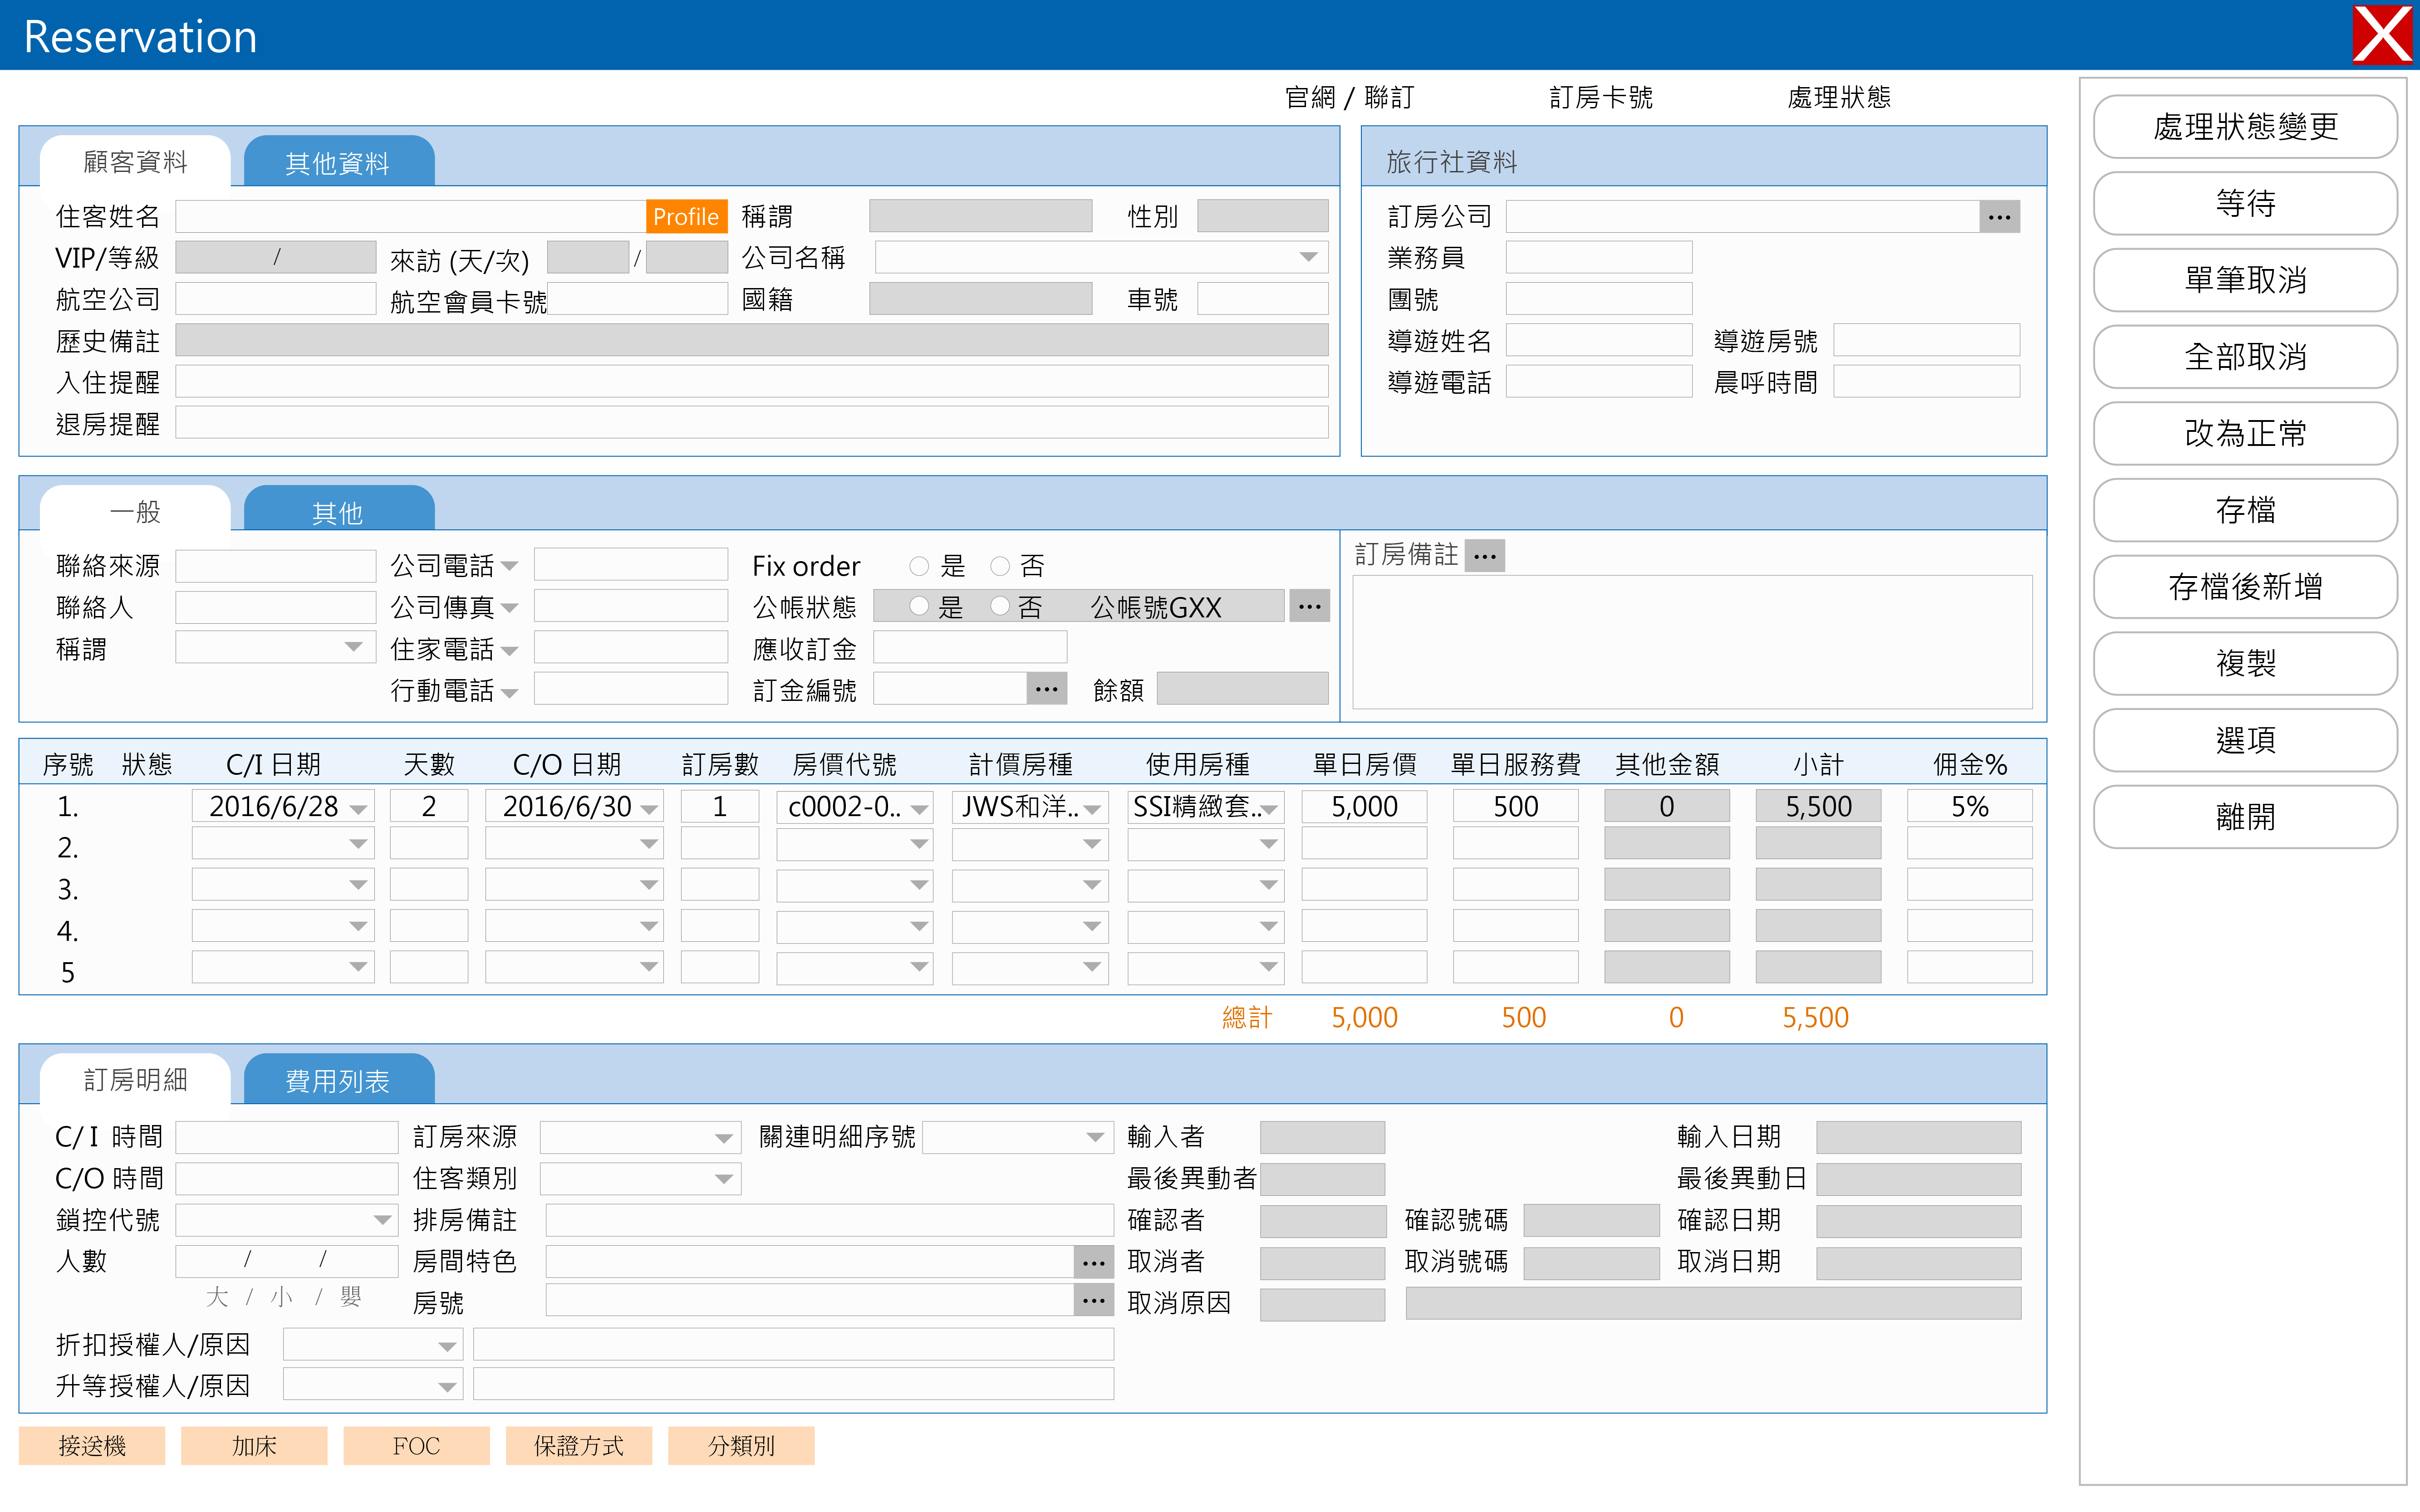 Reservation
X
官網 / 聯訂 訂房卡號 處理狀態
顧客資料 其他資料
住客姓名 Profile 稱謂 性別
VIP/等級 / 來訪 (天/次) / 公司名稱
航空公司 航空會員卡號 國籍 車號
歷史備註
入住提醒
退房提醒
旅行社資料
訂房公司 ...
業務員
團號
導遊姓名 導遊房號
導遊電話 晨呼時間
一般 其他
聯絡來源 公司電話 Fix order 是 否
聯絡人 公司傳真 公帳狀態 是 否 公帳號GXX ...
稱謂 住家電話 應收訂金
行動電話 訂金編號 ... 餘額
訂房備註 ...
序號 狀態 C/I 日期 天數 C/O 日期 訂房數 房價代號 計價房種 使用房種 單日房價 單日服務費 其他金額 小計 佣金%
1. 2016/6/28 2 2016/6/30 1 c0002-0.. JWS和洋.. SSI精緻套.. 5,000 500 0 5,500 5%
2.
3.
4.
5
總計 5,000 500 0 5,500
訂房明細 費用列表
C/ I 時間 訂房來源 關連明細序號 輸入者 輸入日期
C/O 時間 住客類別 最後異動者 最後異動日
鎖控代號 排房備註 確認者 確認號碼 確認日期
人數 / / 房間特色 ... 取消者 取消號碼 取消日期
大 / 小 / 嬰 房號 ... 取消原因
折扣授權人/原因
升等授權人/原因
接送機 加床 FOC 保證方式 分類別
處理狀態變更
等待
單筆取消
全部取消
改為正常
存檔
存檔後新增
複製
選項
離開